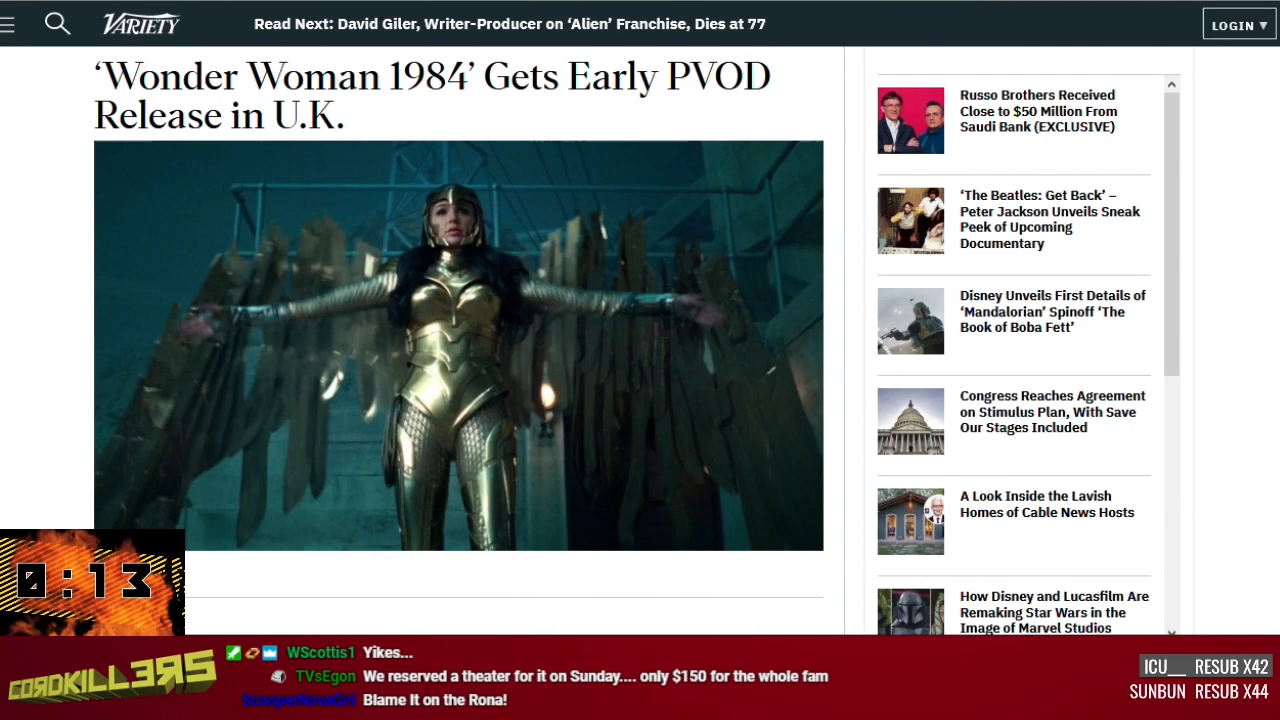 VARIETY
Read Next: David Giler, Writer-Producer on ‘Alien’ Franchise, Dies at 77
LOGIN ▼
‘Wonder Woman 1984’ Gets Early PVOD
Release in U.K.
Russo Brothers Received
Close to $50 Million From
Saudi Bank (EXCLUSIVE)
‘The Beatles: Get Back’ –
Peter Jackson Unveils Sneak
Peek of Upcoming
Documentary
Disney Unveils First Details of
‘Mandalorian’ Spinoff ‘The
Book of Boba Fett’
Congress Reaches Agreement
on Stimulus Plan, With Save
Our Stages Included
A Look Inside the Lavish
Homes of Cable News Hosts
How Disney and Lucasfilm Are
Remaking Star Wars in the
Image of Marvel Studios
0:13
CORDKILLERS
WScottis1 Yikes...
TVsEgon We reserved a theater for it on Sunday.... only $150 for the whole fam
ScooperNovaGirl Blame It on the Rona!
ICU__ RESUB X42
SUNBUN RESUB X44